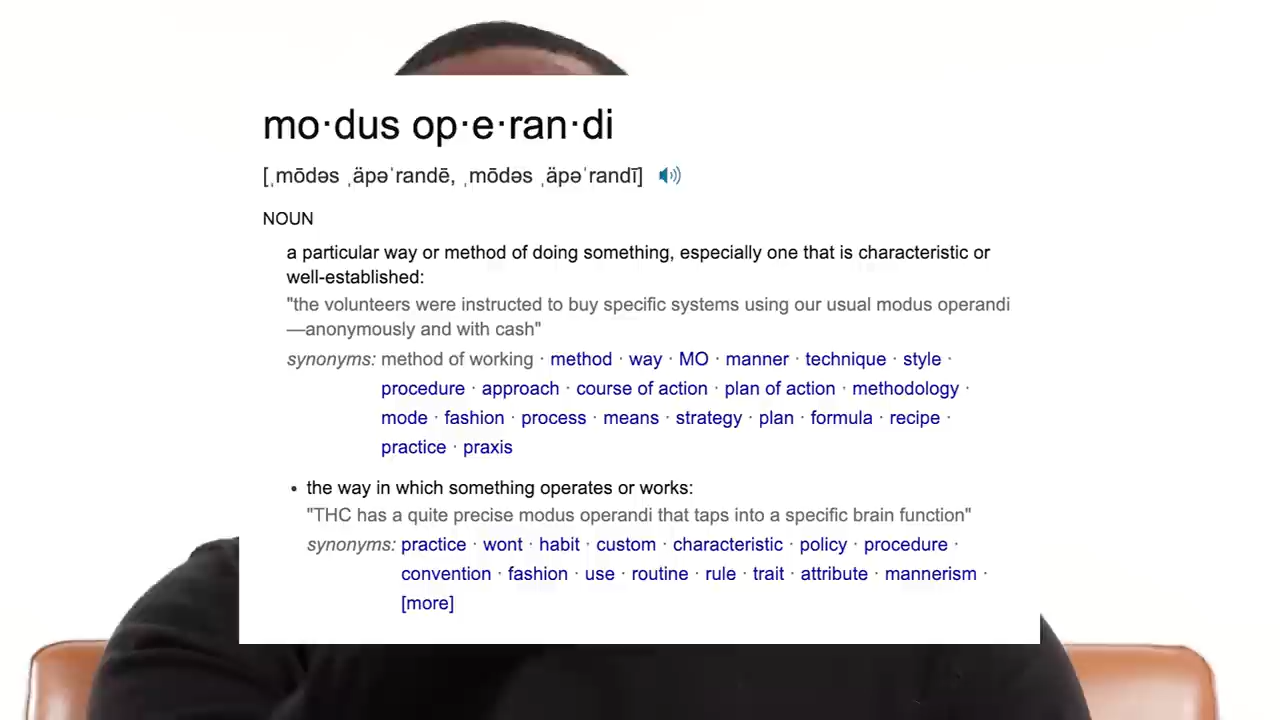 mo·dus op·e·ran·di
[ˌmōdəs ˌäpəˈrandē, ˌmōdəs ˌäpəˈrandī]
NOUN
a particular way or method of doing something, especially one that is characteristic or
well-established:
"the volunteers were instructed to buy specific systems using our usual modus operandi
—anonymously and with cash"
synonyms: method of working · method · way · MO · manner · technique · style ·
procedure · approach · course of action · plan of action · methodology ·
mode · fashion · process · means · strategy · plan · formula · recipe ·
practice · praxis
• the way in which something operates or works:
"THC has a quite precise modus operandi that taps into a specific brain function"
synonyms: practice · wont · habit · custom · characteristic · policy · procedure ·
convention · fashion · use · routine · rule · trait · attribute · mannerism ·
[more]